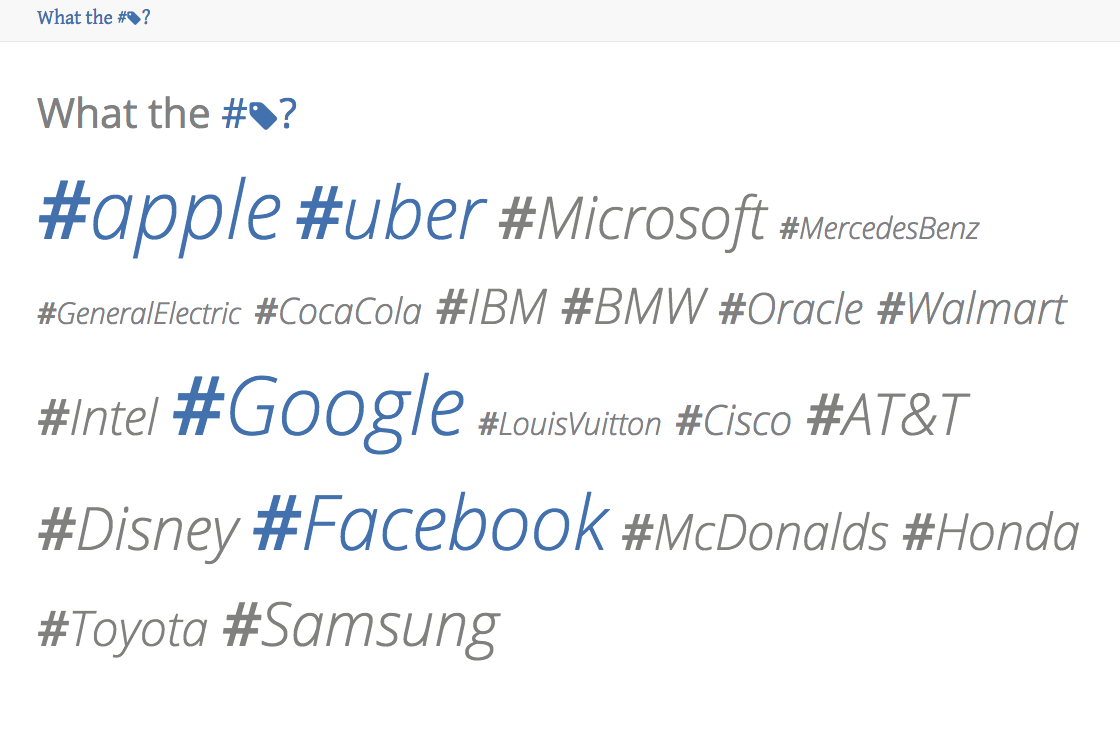 What the #?
What the #?
#apple #uber #Microsoft #MercedesBenz
#GeneralElectric #CocaCola #IBM #BMW #Oracle #Walmart
#Intel #Google #LouisVuitton #Cisco #AT&T
#Disney #Facebook #McDonalds #Honda
#Toyota #Samsung